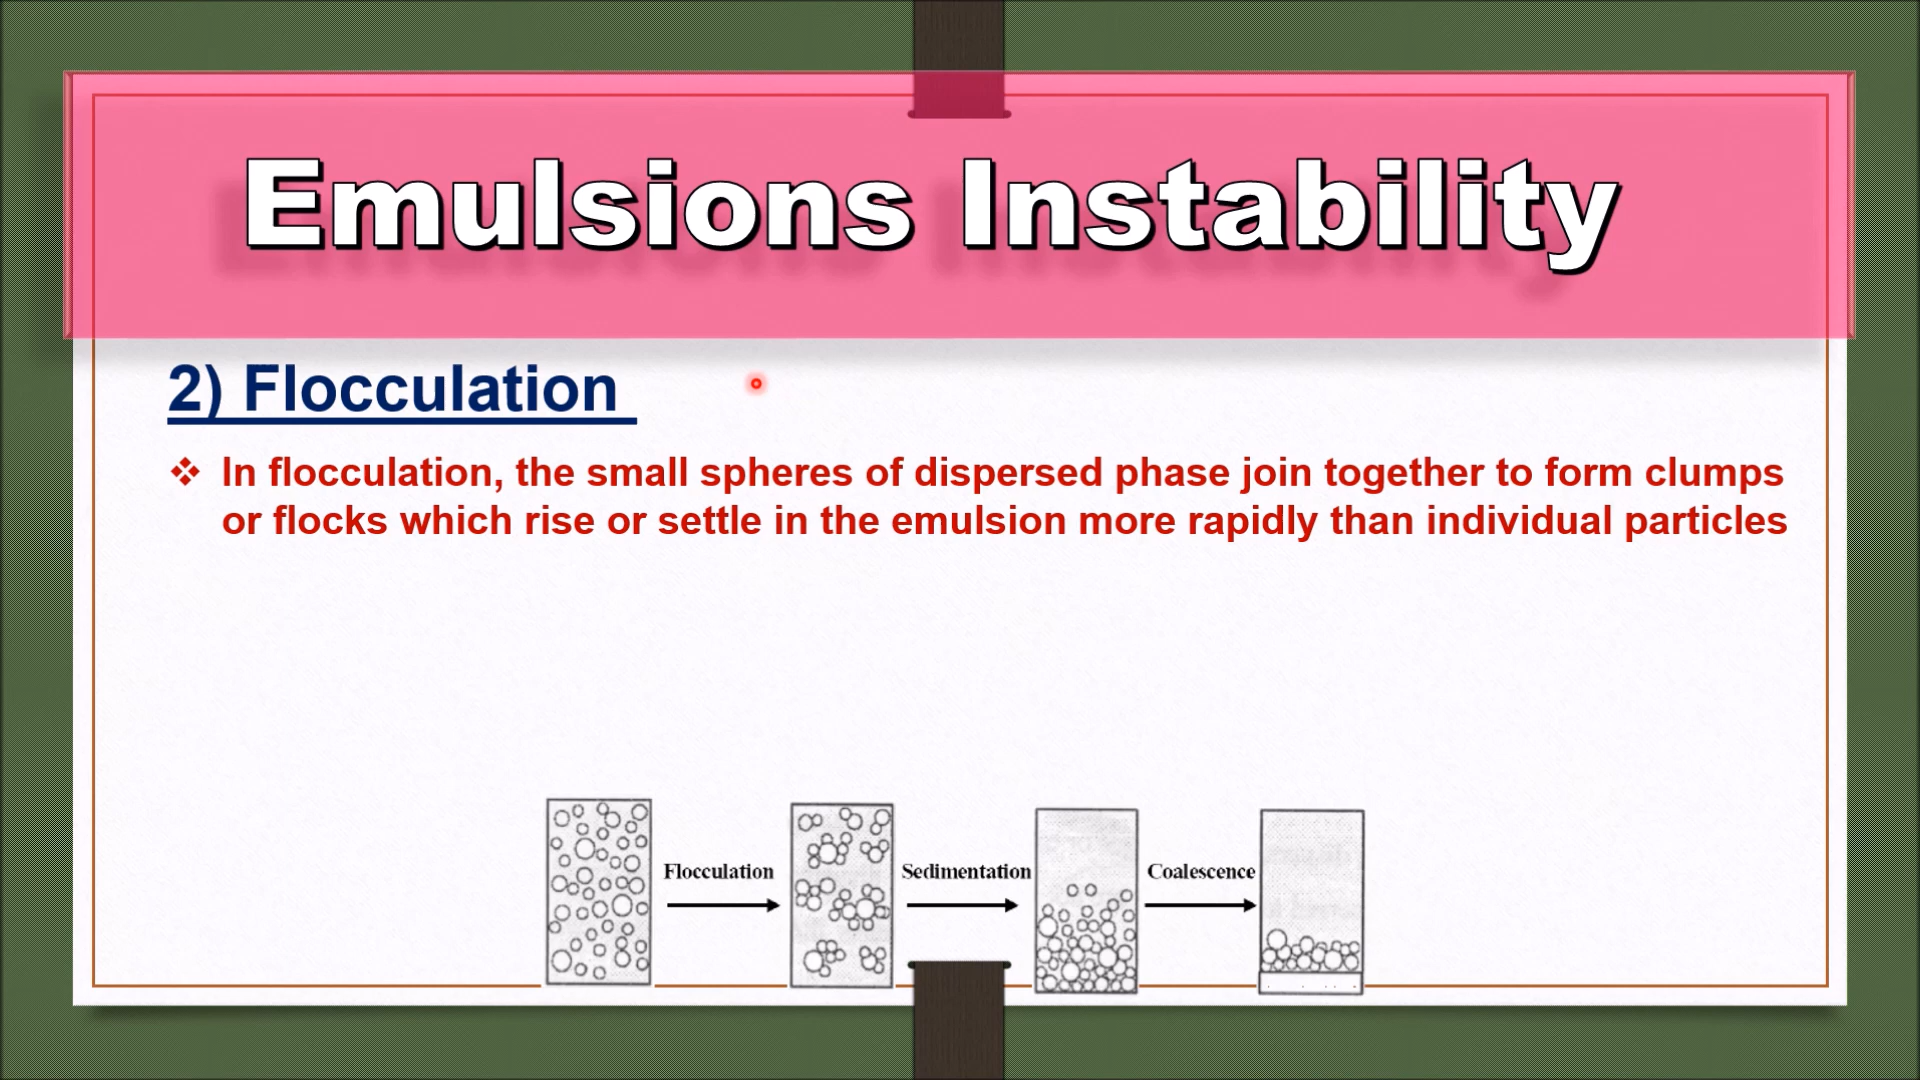 Emulsions Instability
2) Flocculation
❖ In flocculation, the small spheres of dispersed phase join together to form clumps
or flocks which rise or settle in the emulsion more rapidly than individual particles
Flocculation Sedimentation Coalescence